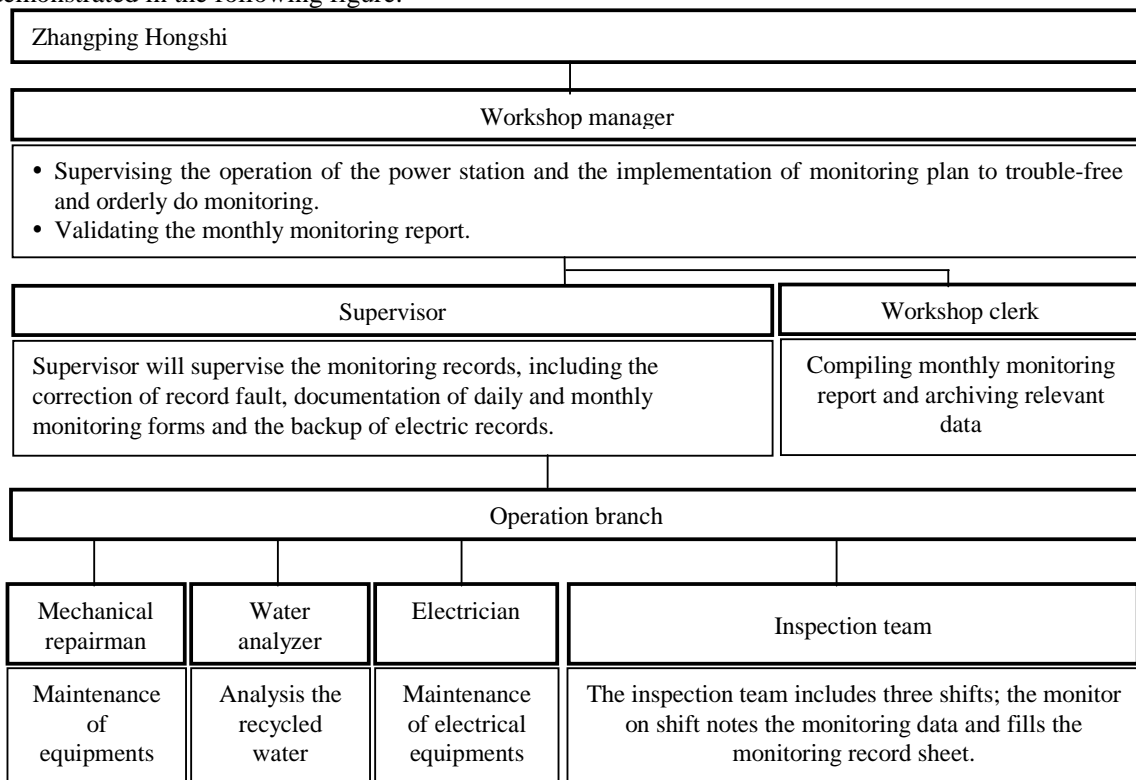 demonstrated in the following figure.
Zhangping Hongshi
Workshop manager
• Supervising the operation of the power station and the implementation of monitoring plan to trouble-free
and orderly do monitoring.
• Validating the monthly monitoring report.
Supervisor
Workshop clerk
Supervisor will supervise the monitoring records, including the
correction of record fault, documentation of daily and monthly
monitoring forms and the backup of electric records.
Compiling monthly monitoring
report and archiving relevant
data
Operation branch
Mechanical
repairman
Water
analyzer
Electrician
Inspection team
Maintenance
of
equipments
Analysis the
recycled
water
Maintenance
of electrical
equipments
The inspection team includes three shifts; the monitor
on shift notes the monitoring data and fills the
monitoring record sheet.